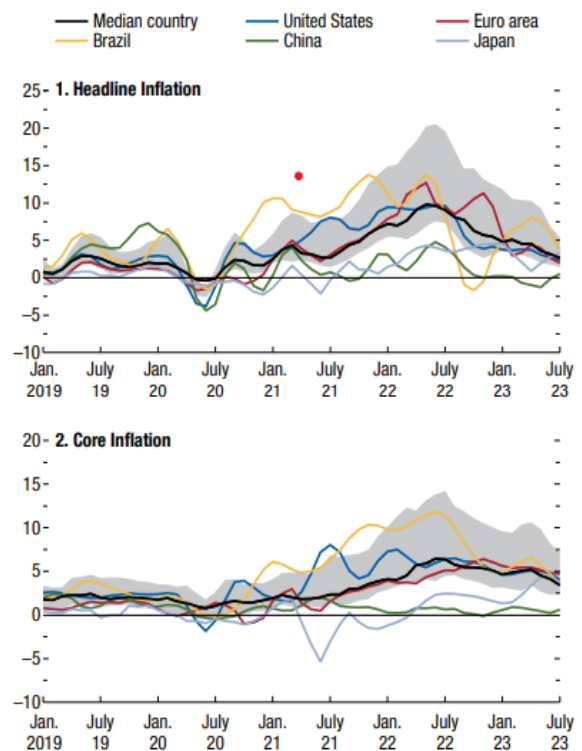 Median country United States Euro area
Brazil China Japan
1. Headline Inflation
25
20
15
10
5
0
–5
–10
Jan. July Jan. July Jan. July Jan. July Jan. July
2019 19 20 20 21 21 22 22 23 23
2. Core Inflation
20
15
10
5
0
–5
–10
Jan. July Jan. July Jan. July Jan. July Jan. July
2019 19 20 20 21 21 22 22 23 23